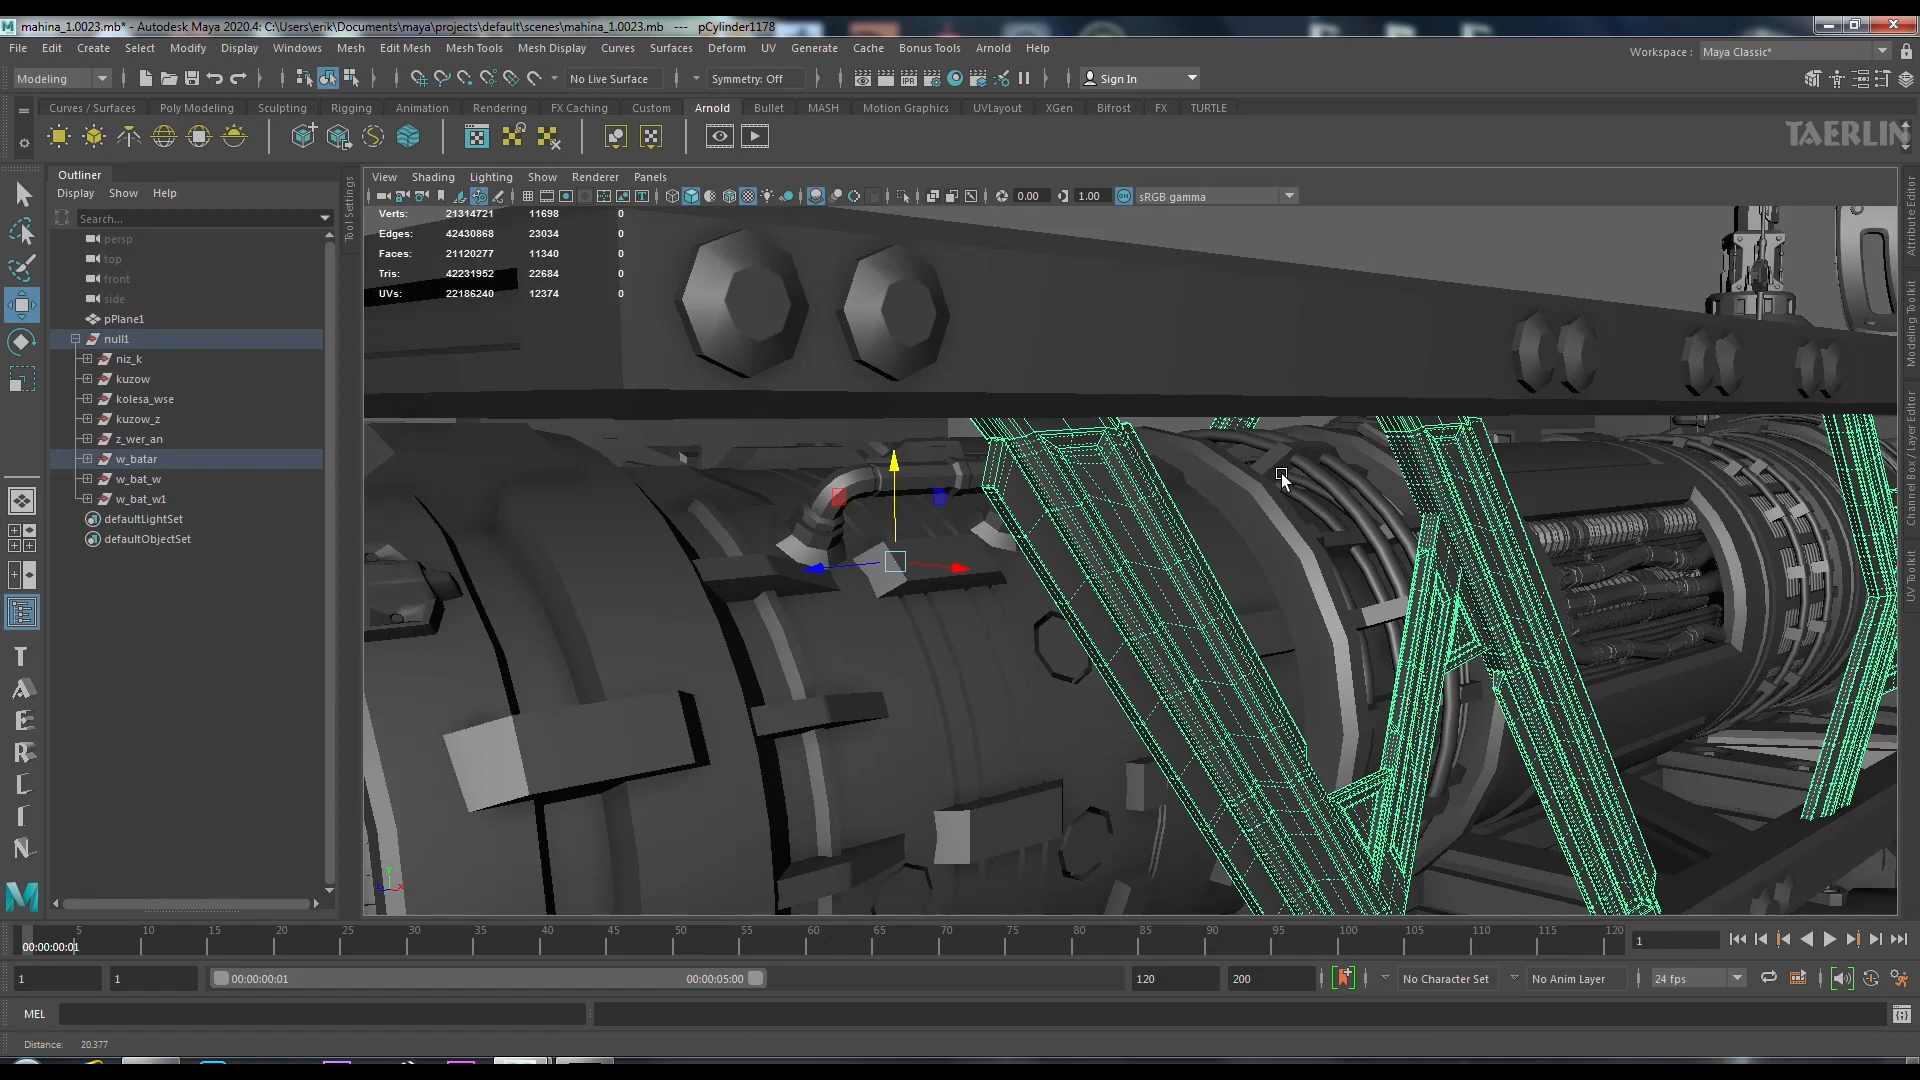 mahina_1.0023.mb* - Autodesk Maya 2020.4: C:\Users\erik\Documents\maya\projects\default\scenes\mahina_1.0023.mb --- pCylinder1178
File Edit Create Select Modify Display Windows Mesh Edit Mesh Mesh Tools Mesh Display Curves Surfaces Deform UV Generate Cache Bonus Tools Arnold Help
Workspace : Maya Classic*
Modeling No Live Surface Symmetry: Off IPR Sign In
Curves / Surfaces Poly Modeling Sculpting Rigging Animation Rendering FX Caching Custom Arnold Bullet MASH Motion Graphics UVLayout XGen Bifrost FX TURTLE
TAERLIN
Outliner
Display Show Help
Search...
persp
top
front
side
pPlane1
null1
niz_k
kuzow
kolesa_wse
kuzow_z
z_wer_an
w_batar
w_bat_w
w_bat_w1
defaultLightSet
defaultObjectSet
Tool Settings
View Shading Lighting Show Renderer Panels
0.00 1.00 ON sRGB gamma
Verts: 21314721 11698 0
Edges: 42430868 23034 0
Faces: 21120277 11340 0
Tris: 42231952 22684 0
UVs: 22186240 12374 0
Attribute Editor
Modeling Toolkit
Channel Box / Layer Editor
UV Toolkit
5 10 15 20 25 30 35 40 45 50 55 60 65 70 75 80 85 90 95 100 105 110 115 120
00:00:00:01
1
1 1 00:00:00:01 00:00:05:00 120 200 No Character Set No Anim Layer 24 fps
MEL
Distance: 20.377